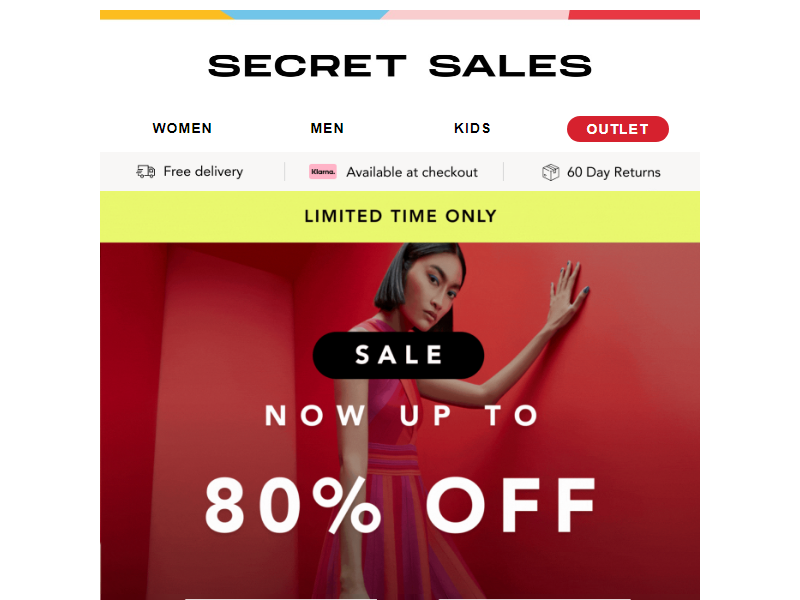 SECRET SALES
WOMEN MEN KIDS OUTLET
Free delivery Klarna. Available at checkout 60 Day Returns
LIMITED TIME ONLY
SALE
NOW UP TO
80% OFF